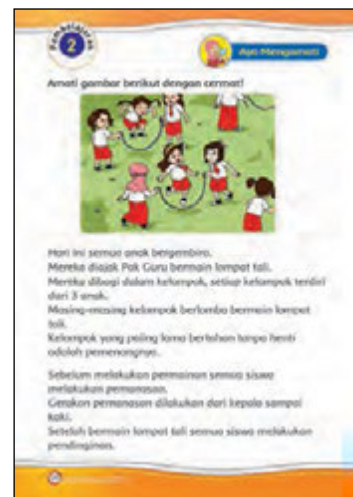 Pembelajaran
2
Ayo Mengamati
Amati gambar berikut dengan cermat!
Hari ini semua anak bergembira.
Mereka diajak Pak Guru bermain lompat tali.
Mereka dibagi dalam kelompok, setiap kelompok terdiri
dari 3 anak.
Masing-masing kelompok berlomba bermain lompat
tali.
Kelompok yang paling lama bertahan tanpa henti
adalah pemenangnya.
Sebelum melakukan permainan semua siswa
melakukan pemanasan.
Gerakan pemanasan dilakukan dari kepala sampai
kaki.
Setelah bermain lompat tali semua siswa melakukan
pendinginan.